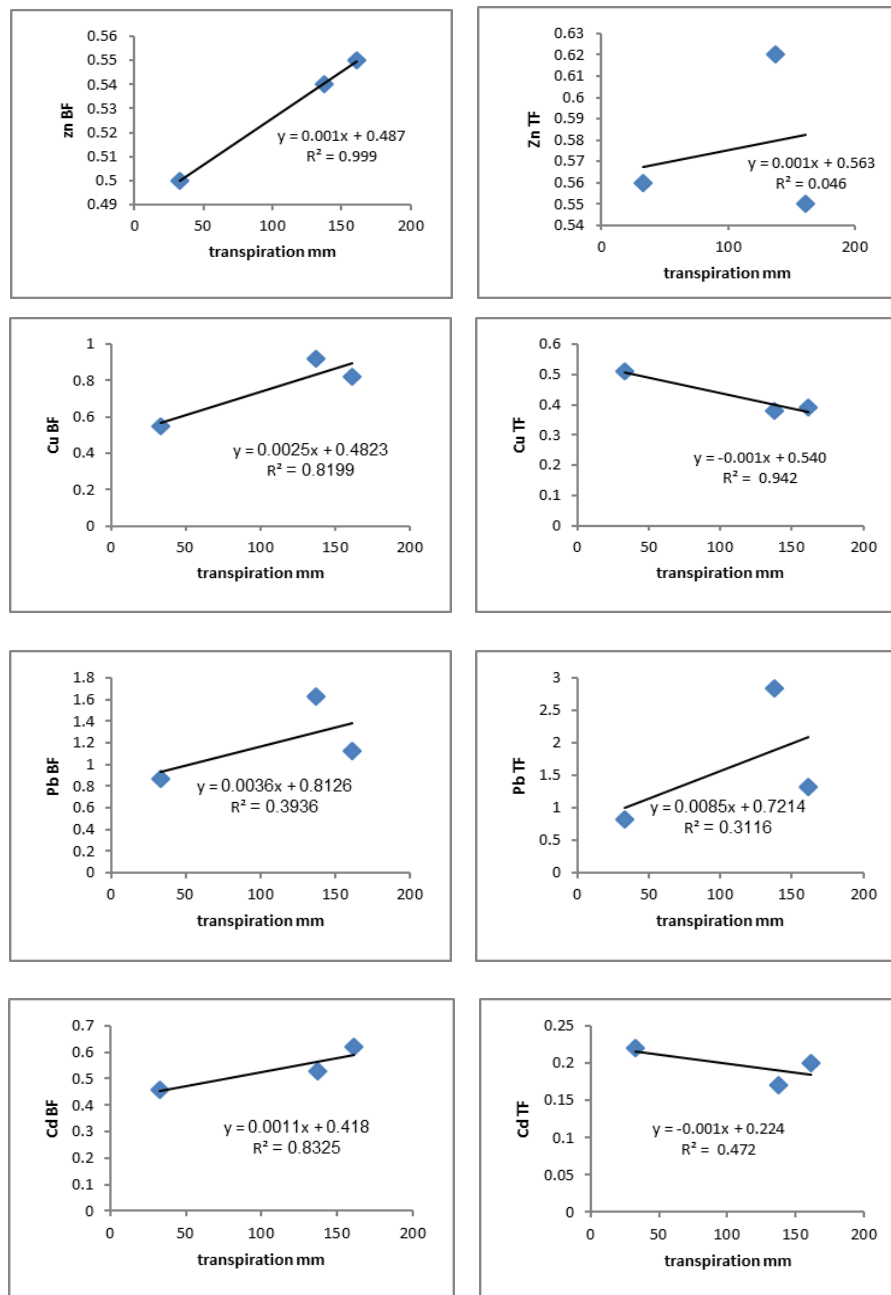 zn BF
0.56
0.55
0.54
0.53
0.52
0.51
0.5
0.49
y = 0.001x + 0.487
R² = 0.999
0 50 100 150 200
transpiration mm
Zn TF
0.63
0.62
0.61
0.6
0.59
0.58
0.57
0.56
0.55
0.54
y = 0.001x + 0.563
R² = 0.046
0 100 200
transpiration mm
Cu BF
1
0.8
0.6
0.4
0.2
0
y = 0.0025x + 0.4823
R² = 0.8199
0 50 100 150 200
transpiration mm
Cu TF
0.6
0.5
0.4
0.3
0.2
0.1
0
y = -0.001x + 0.540
R² = 0.942
0 50 100 150 200
transpiration mm
Pb BF
1.8
1.6
1.4
1.2
1
0.8
0.6
0.4
0.2
0
y = 0.0036x + 0.8126
R² = 0.3936
0 50 100 150 200
transpiration mm
Pb TF
3
2.5
2
1.5
1
0.5
0
y = 0.0085x + 0.7214
R² = 0.3116
0 50 100 150 200
transpiration mm
Cd BF
0.7
0.6
0.5
0.4
0.3
0.2
0.1
0
y = 0.0011x + 0.418
R² = 0.8325
0 50 100 150 200
transpiration mm
Cd TF
0.25
0.2
0.15
0.1
0.05
0
y = -0.001x + 0.224
R² = 0.472
0 50 100 150 200
transpiration mm